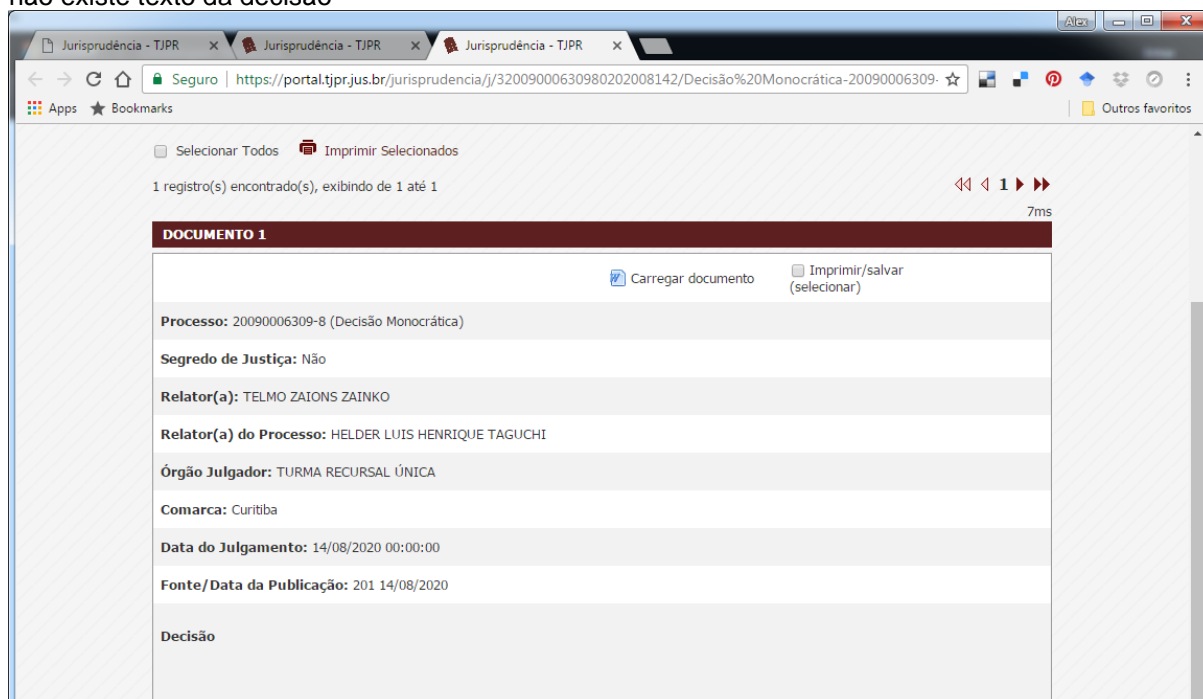 não existe texto da decisão
Alex
Jurisprudência - TJPR
Jurisprudência - TJPR
Jurisprudência - TJPR
Seguro | https://portal.tjpr.jus.br/jurisprudencia/j/32009000630980202008142/Decisão%20Monocrática-20090006309-
Apps Bookmarks Outros favoritos
Selecionar Todos Imprimir Selecionados
1 registro(s) encontrado(s), exibindo de 1 até 1 1
7ms
DOCUMENTO 1
Carregar documento Imprimir/salvar
(selecionar)
Processo: 20090006309-8 (Decisão Monocrática)
Segredo de Justiça: Não
Relator(a): TELMO ZAIONS ZAINKO
Relator(a) do Processo: HELDER LUIS HENRIQUE TAGUCHI
Órgão Julgador: TURMA RECURSAL ÚNICA
Comarca: Curitiba
Data do Julgamento: 14/08/2020 00:00:00
Fonte/Data da Publicação: 201 14/08/2020
Decisão